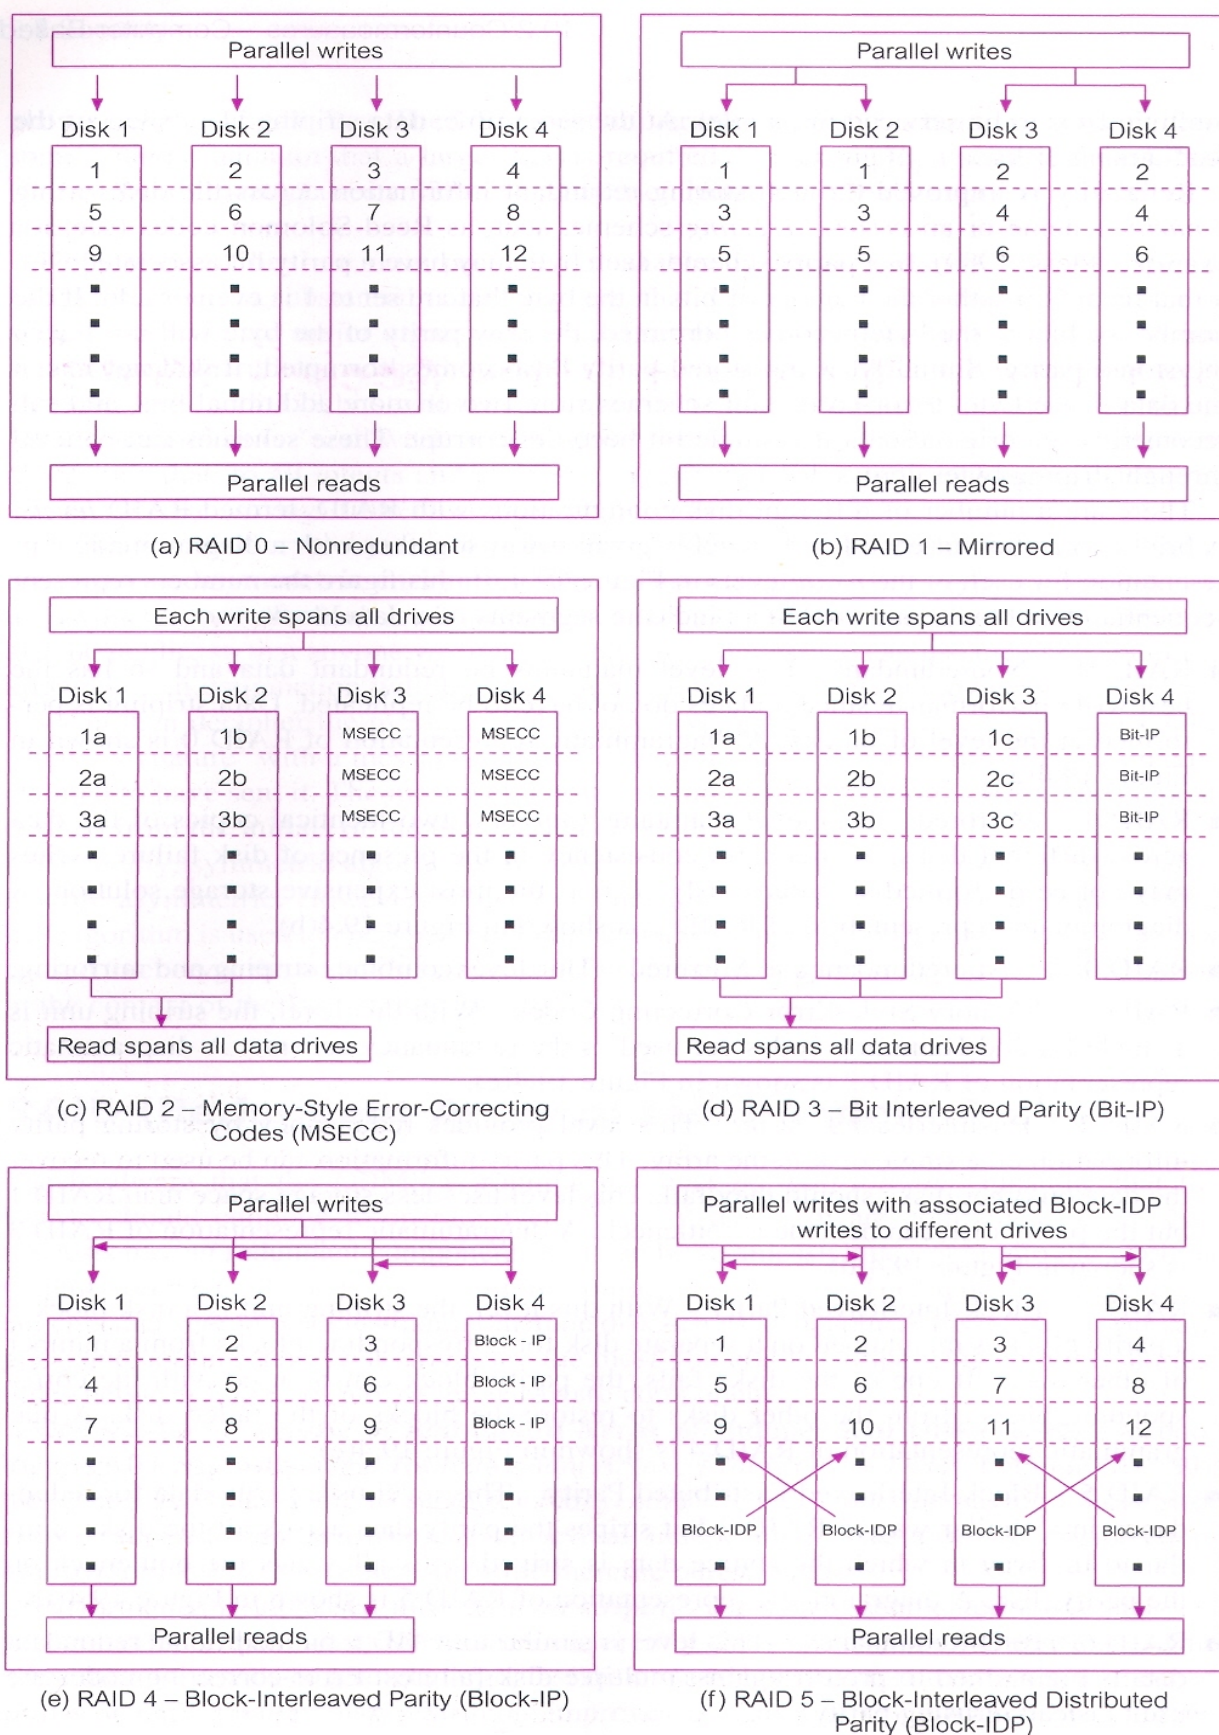 Parallel writes
Disk 1 Disk 2 Disk 3 Disk 4
1 2 3 4
5 6 7 8
9 10 11 12
Parallel reads
(a) RAID 0 – Nonredundant
Parallel writes
Disk 1 Disk 2 Disk 3 Disk 4
1 1 2 2
3 3 4 4
5 5 6 6
Parallel reads
(b) RAID 1 – Mirrored
Each write spans all drives
Disk 1 Disk 2 Disk 3 Disk 4
1a 1b MSECC MSECC
2a 2b MSECC MSECC
3a 3b MSECC MSECC
Read spans all data drives
(c) RAID 2 – Memory-Style Error-Correcting
Codes (MSECC)
Each write spans all drives
Disk 1 Disk 2 Disk 3 Disk 4
1a 1b 1c Bit-IP
2a 2b 2c Bit-IP
3a 3b 3c Bit-IP
Read spans all data drives
(d) RAID 3 – Bit Interleaved Parity (Bit-IP)
Parallel writes
Disk 1 Disk 2 Disk 3 Disk 4
1 2 3 Block - IP
4 5 6 Block - IP
7 8 9 Block - IP
Parallel reads
(e) RAID 4 – Block-Interleaved Parity (Block-IP)
Parallel writes with associated Block-IDP
writes to different drives
Disk 1 Disk 2 Disk 3 Disk 4
1 2 3 4
5 6 7 8
9 10 11 12
Block-IDP Block-IDP Block-IDP Block-IDP
Parallel reads
(f) RAID 5 – Block-Interleaved Distributed
Parity (Block-IDP)